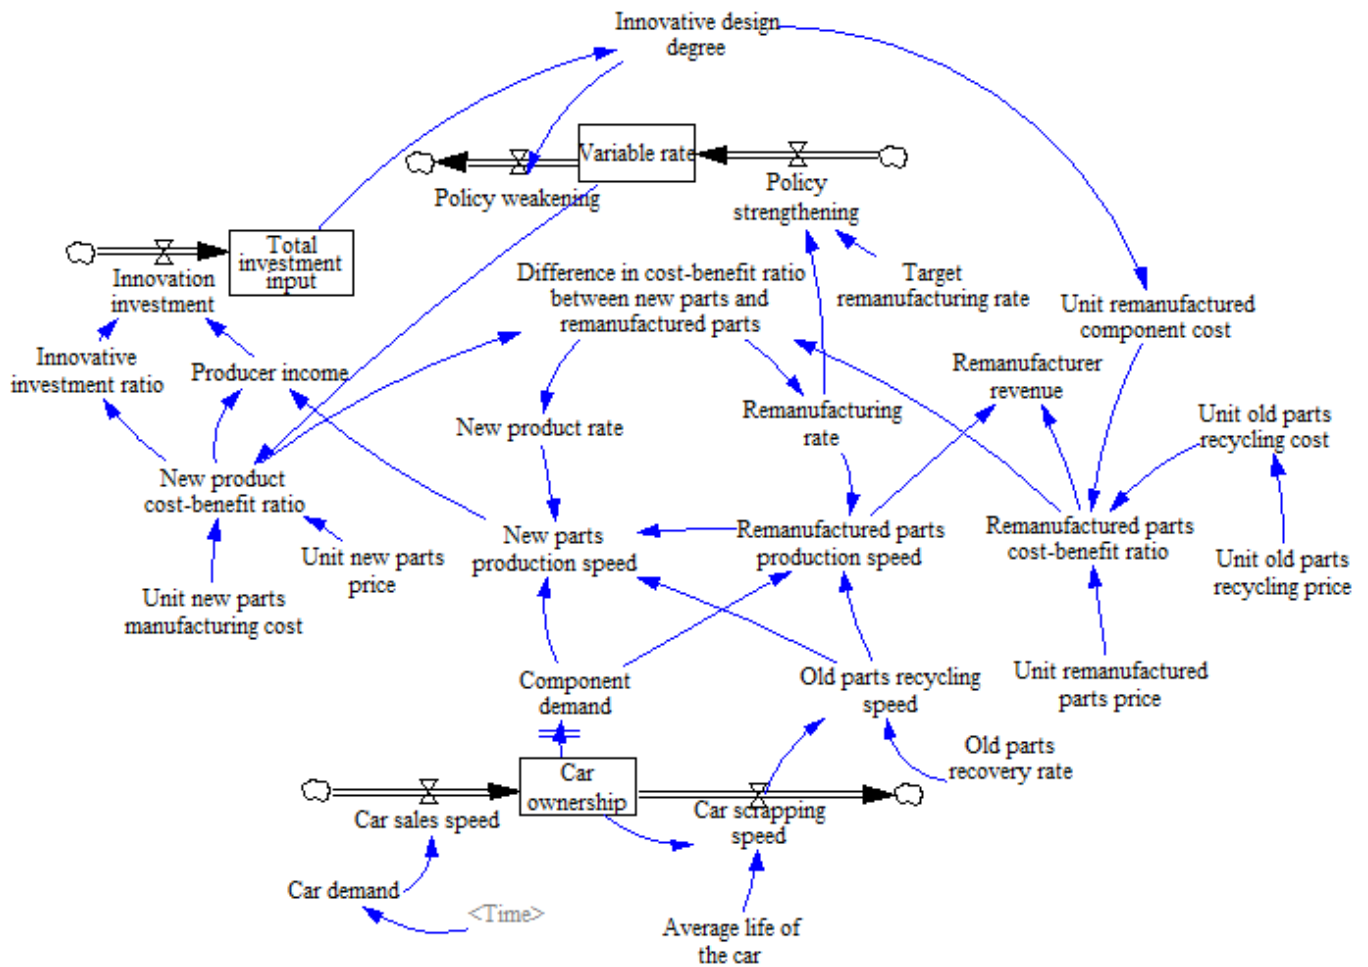 Innovative design
degree
Variable rate
Policy weakening
Policy
strengthening
Total
investment
input
Innovation
investment
Difference in cost-benefit ratio
between new parts and
remanufactured parts
Target
remanufacturing rate
Unit remanufactured
component cost
Innovative
investment ratio
Producer income
Remanufacturer
revenue
New product rate
Remanufacturing
rate
Unit old parts
recycling cost
New product
cost-benefit ratio
New parts
production speed
Remanufactured parts
production speed
Remanufactured parts
cost-benefit ratio
Unit new parts
price
Unit old parts
recycling price
Unit new parts
manufacturing cost
Component
demand
Old parts recycling
speed
Unit remanufactured
parts price
Old parts
recovery rate
Car
ownership
Car sales speed
Car scrapping
speed
Car demand
<Time>
Average life of
the car